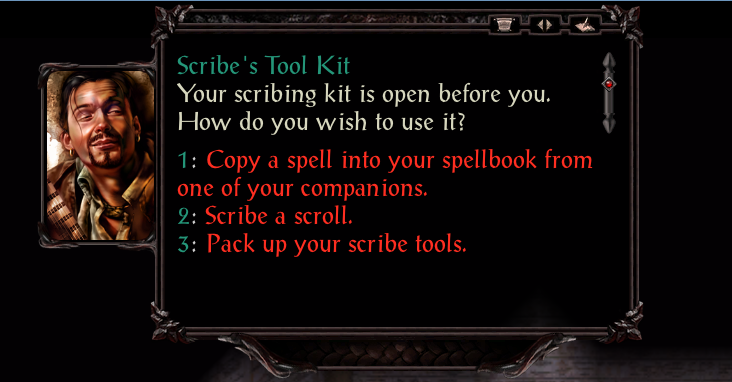 Scribe's Tool Kit
Your scribing kit is open before you.
How do you wish to use it?
1: Copy a spell into your spellbook from
one of your companions.
2: Scribe a scroll.
3: Pack up your scribe tools.